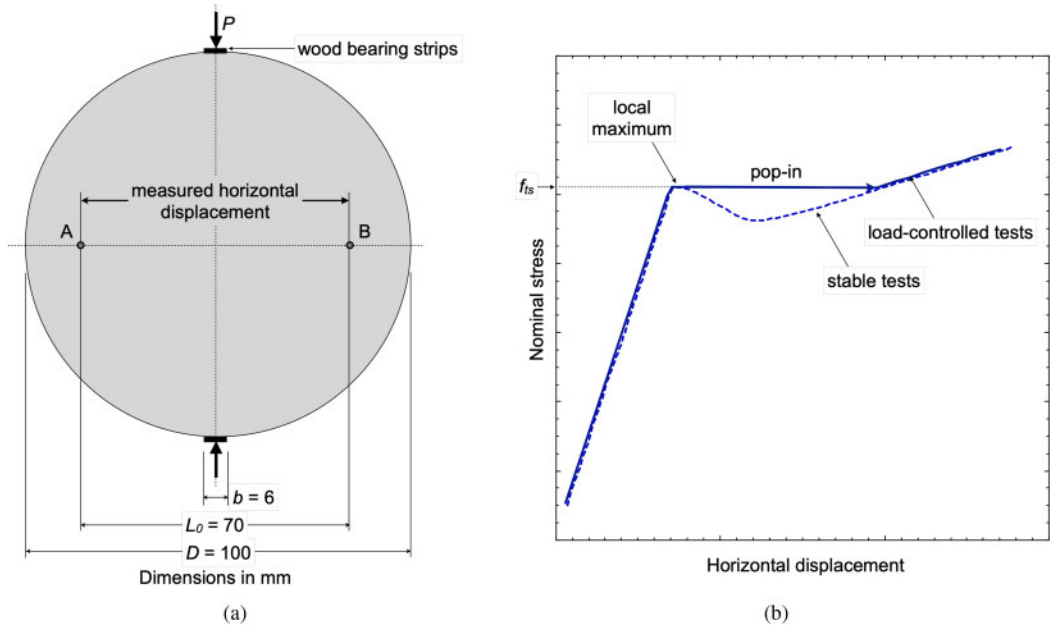 P
wood bearing strips
measured horizontal
displacement
A
B
b = 6
L₀ = 70
D = 100
Dimensions in mm
(a)
local
maximum
pop-in
fts
load-controlled tests
stable tests
Nominal stress
Horizontal displacement
(b)